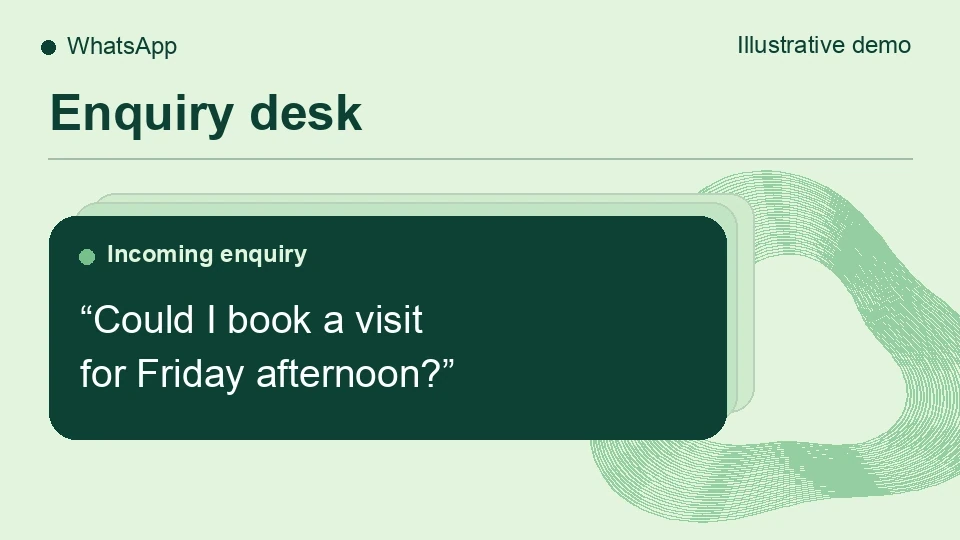 WhatsApp
Illustrative demo
Enquiry desk
Incoming enquiry
“Could I book a visit
for Friday afternoon?”